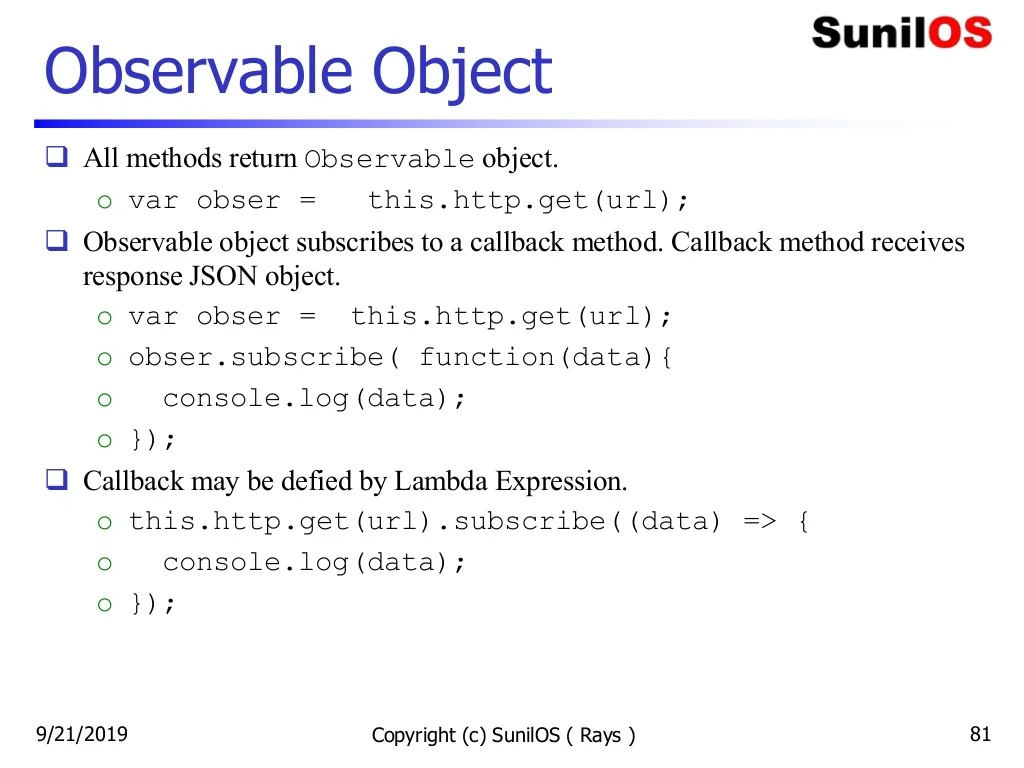 SunilOS
Observable Object
All methods return Observable object.
var obser =   this.http.get(url);
Observable object subscribes to a callback method. Callback method receives
response JSON object.
var obser =  this.http.get(url);
obser.subscribe( function(data){
  console.log(data);
});
Callback may be defied by Lambda Expression.
this.http.get(url).subscribe((data) => {
  console.log(data);
});
9/21/2019
Copyright (c) SunilOS ( Rays )
81